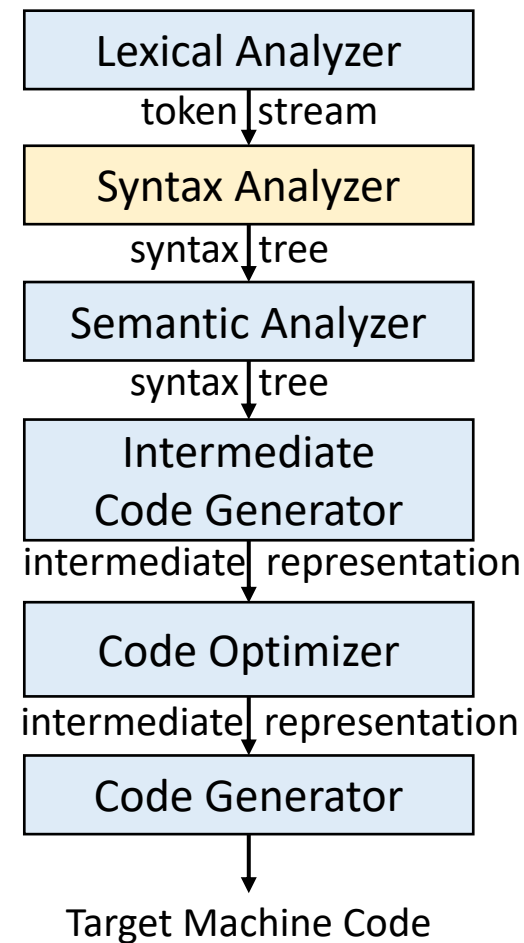 Lexical Analyzer
token stream
Syntax Analyzer
syntax tree
Semantic Analyzer
syntax tree
Intermediate
Code Generator
intermediate representation
Code Optimizer
intermediate representation
Code Generator
Target Machine Code